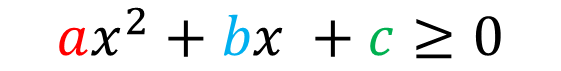 ax² + bx + c ≥ 0